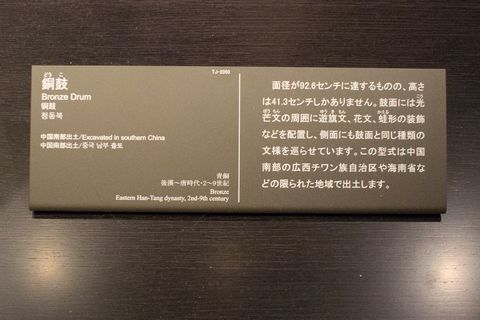 TJ-2090
どう こ
銅鼓
Bronze Drum
铜鼓
청동북
中国南部出土/Excavated in southern China
中国南部出土/중국 남부 출토
青銅
後漢～唐時代・2～9世紀
Bronze
Eastern Han-Tang dynasty, 2nd-9th century
面径が92.6センチに達するものの、高さ
は41.3センチしかありません。鼓面には光
芒文の周囲に遊旗文、花文、蛙形の装飾
などを配置し、側面にも鼓面と同じ種類の
文様を巡らせています。この型式は中国
南部の広西チワン族自治区や海南省な
どの限られた地域で出土します。